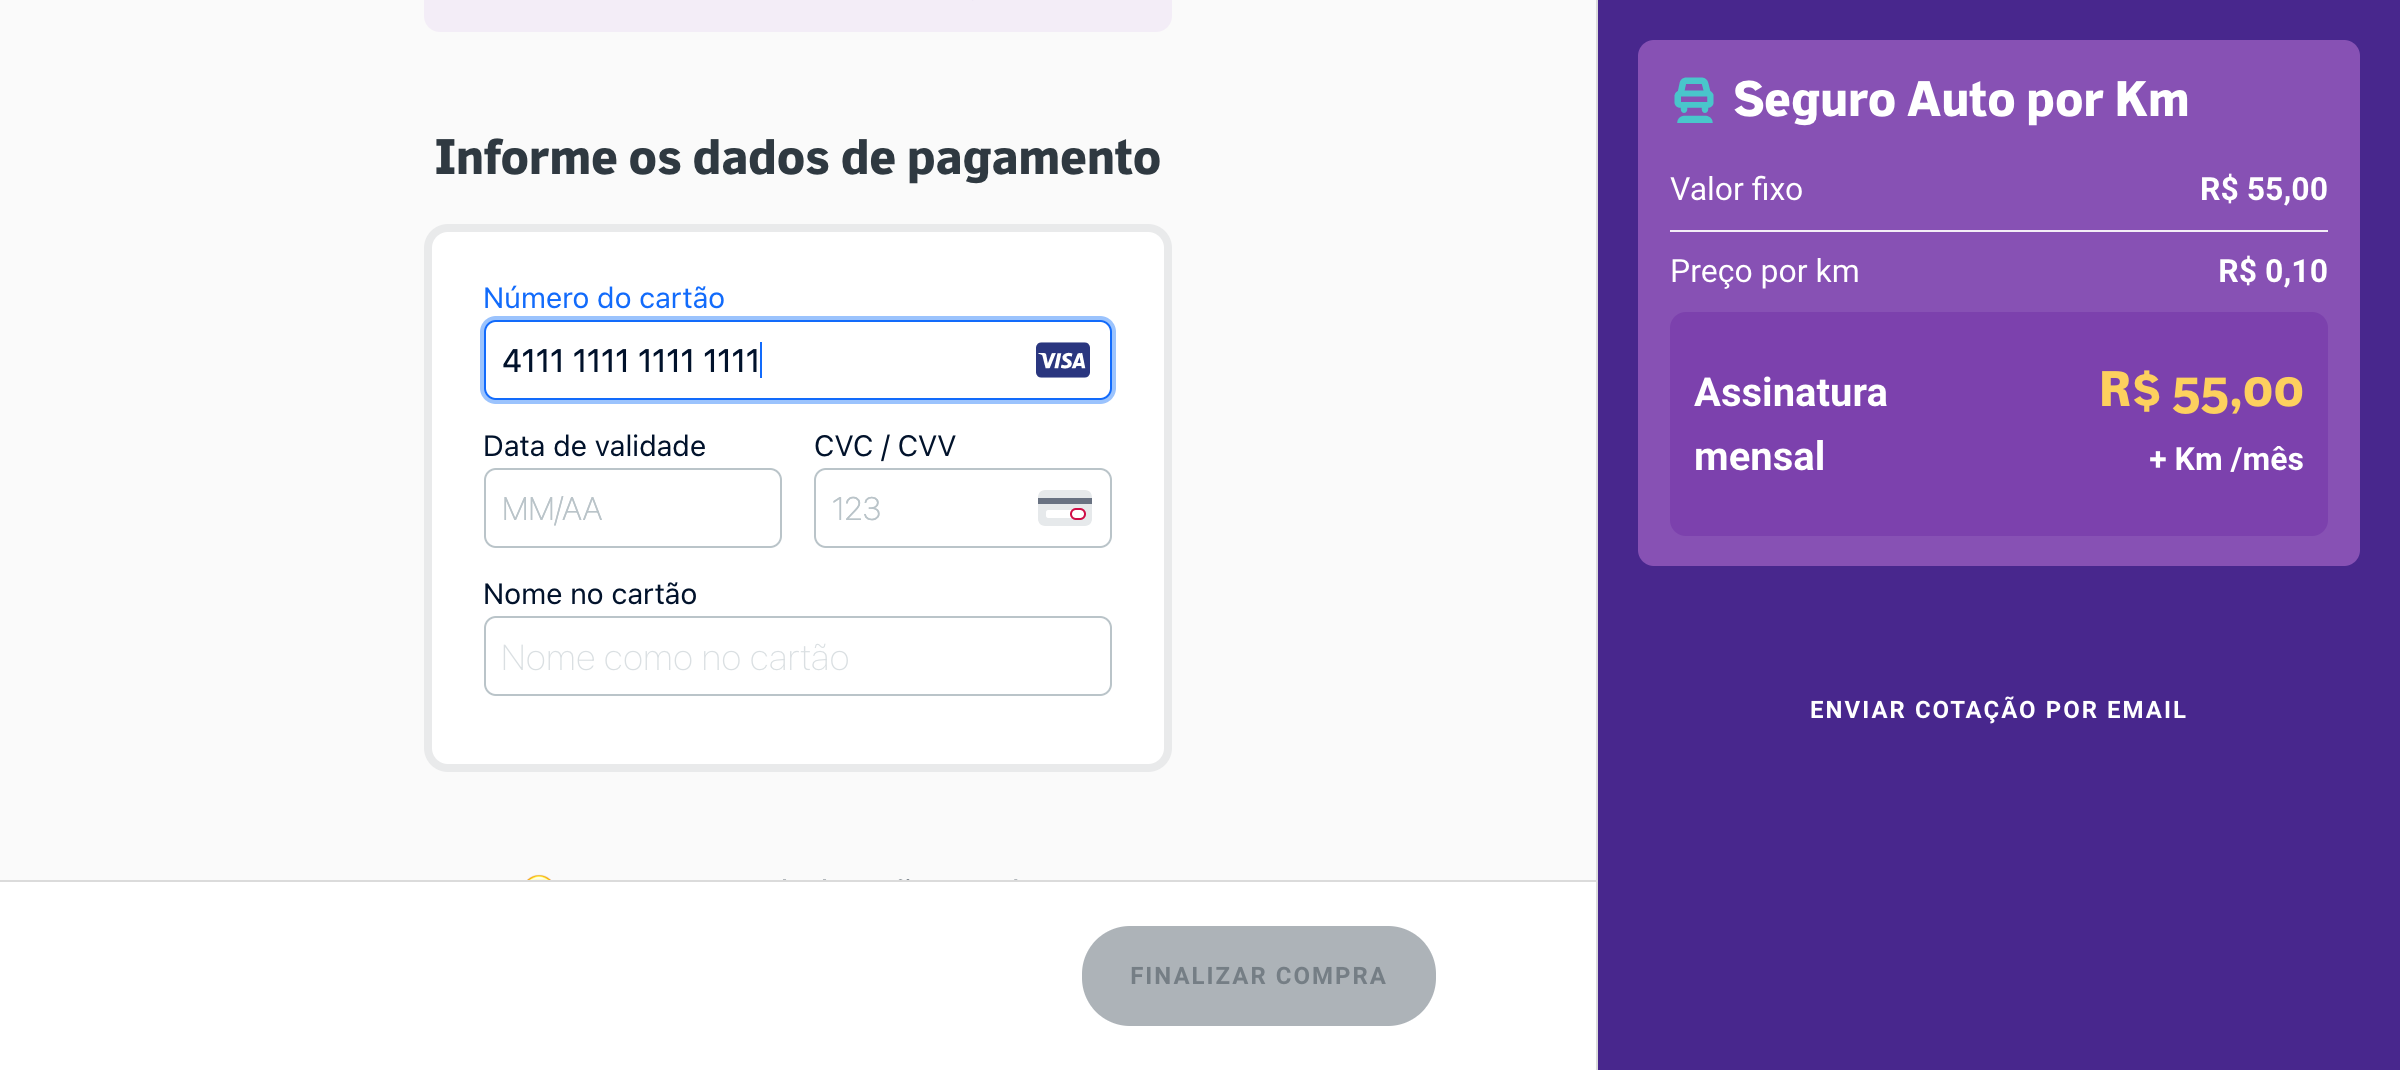 Informe os dados de pagamento
Número do cartão
4111 1111 1111 1111
VISA
Data de validade
CVC / CVV
MM/AA
123
Nome no cartão
Nome como no cartão
FINALIZAR COMPRA
Seguro Auto por Km
Valor fixo R$ 55,00
Preço por km R$ 0,10
Assinatura mensal
R$ 55,00
+ Km /mês
ENVIAR COTAÇÃO POR EMAIL